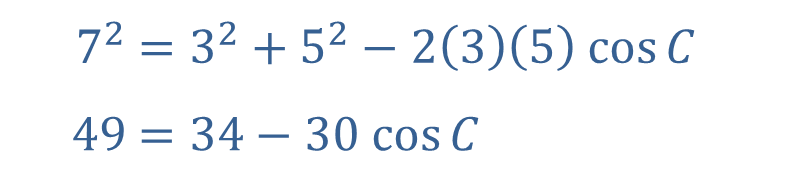 7² = 3² + 5² − 2(3)(5) cos C
49 = 34 − 30 cos C